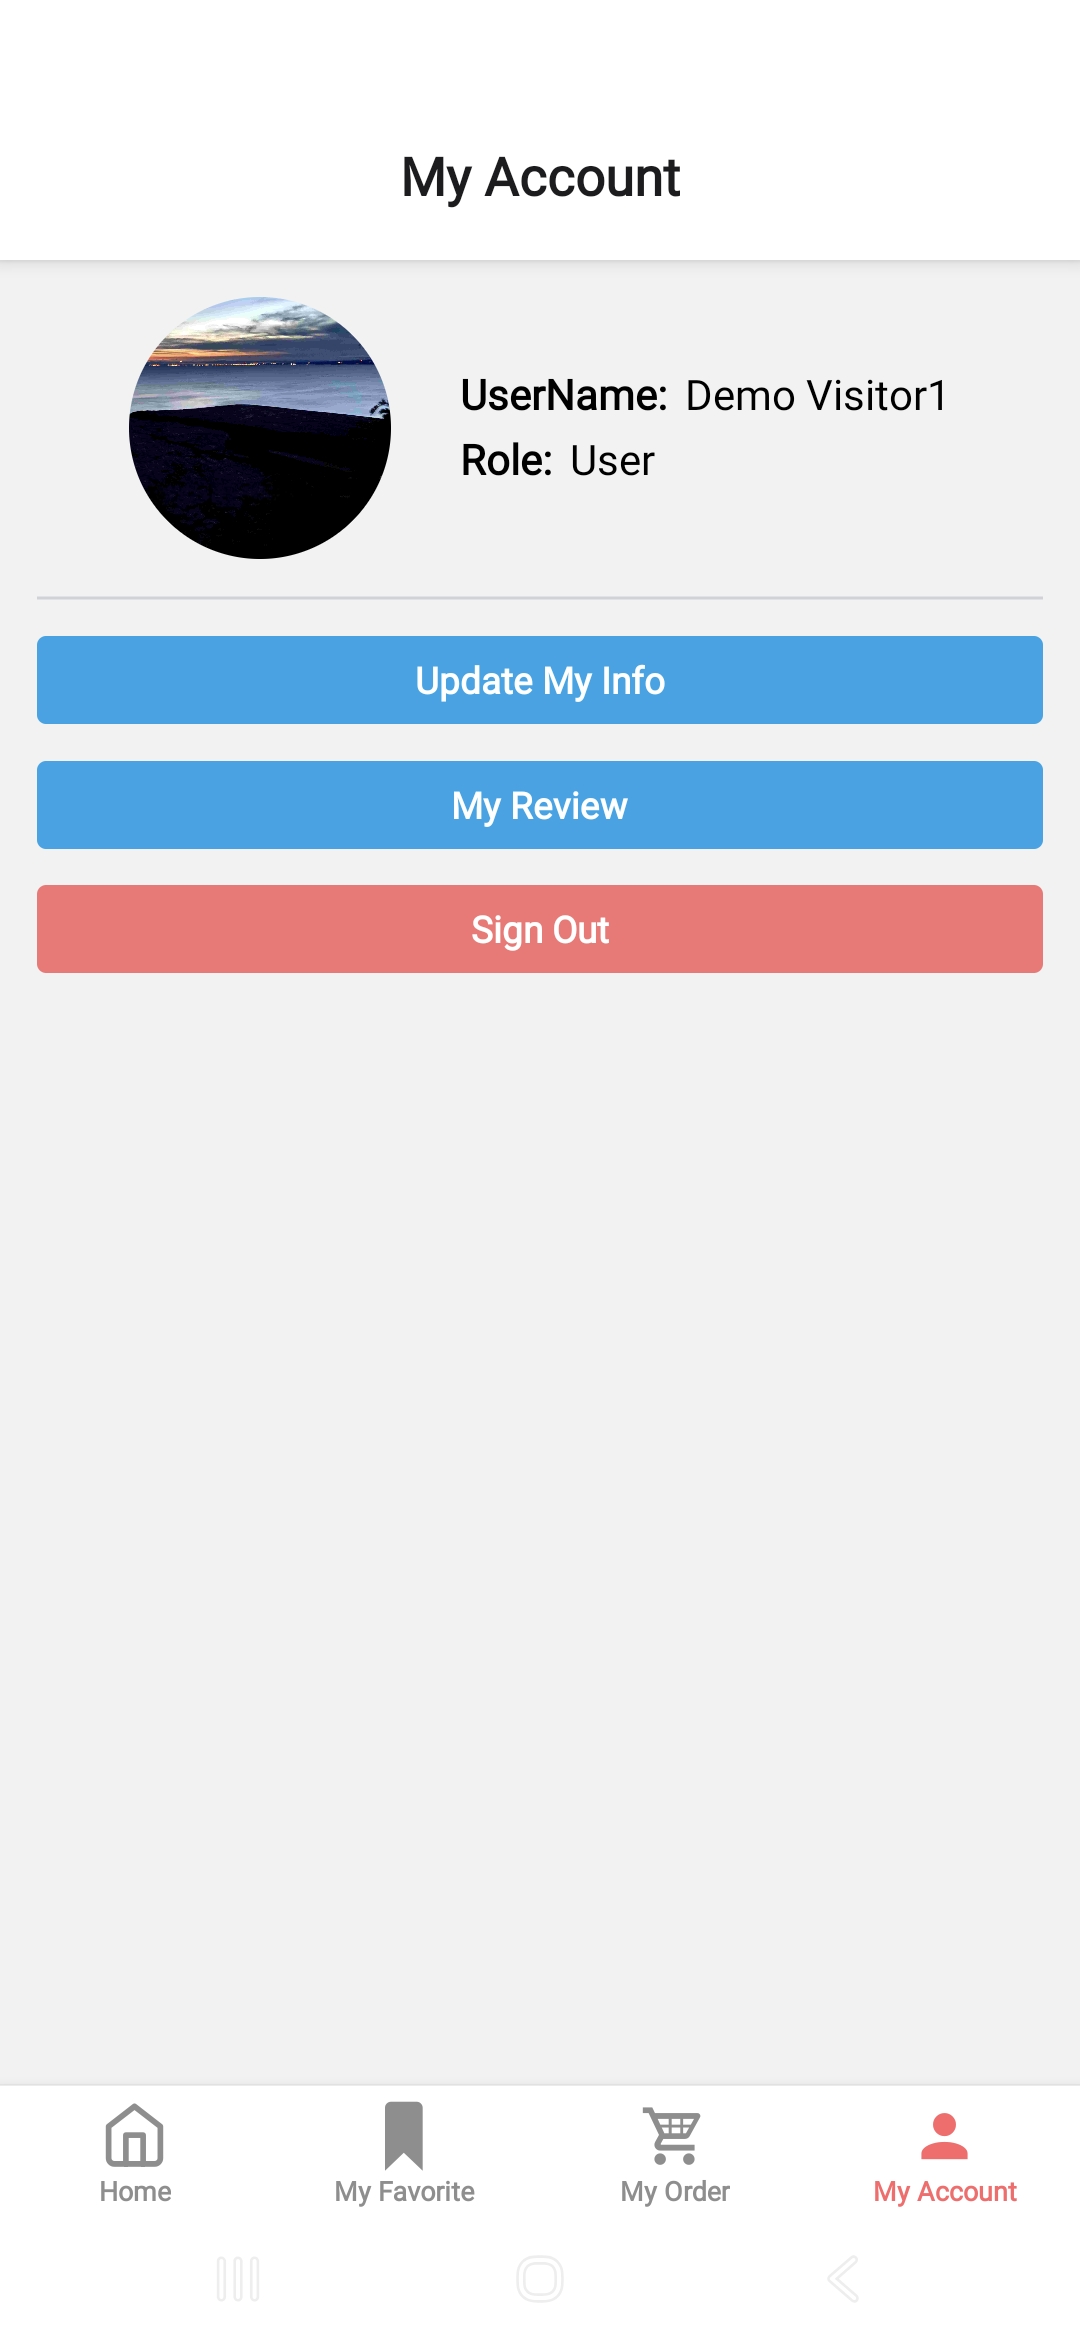 My Account
UserName: Demo Visitor1
Role: User
Update My Info
My Review
Sign Out
Home
My Favorite
My Order
My Account